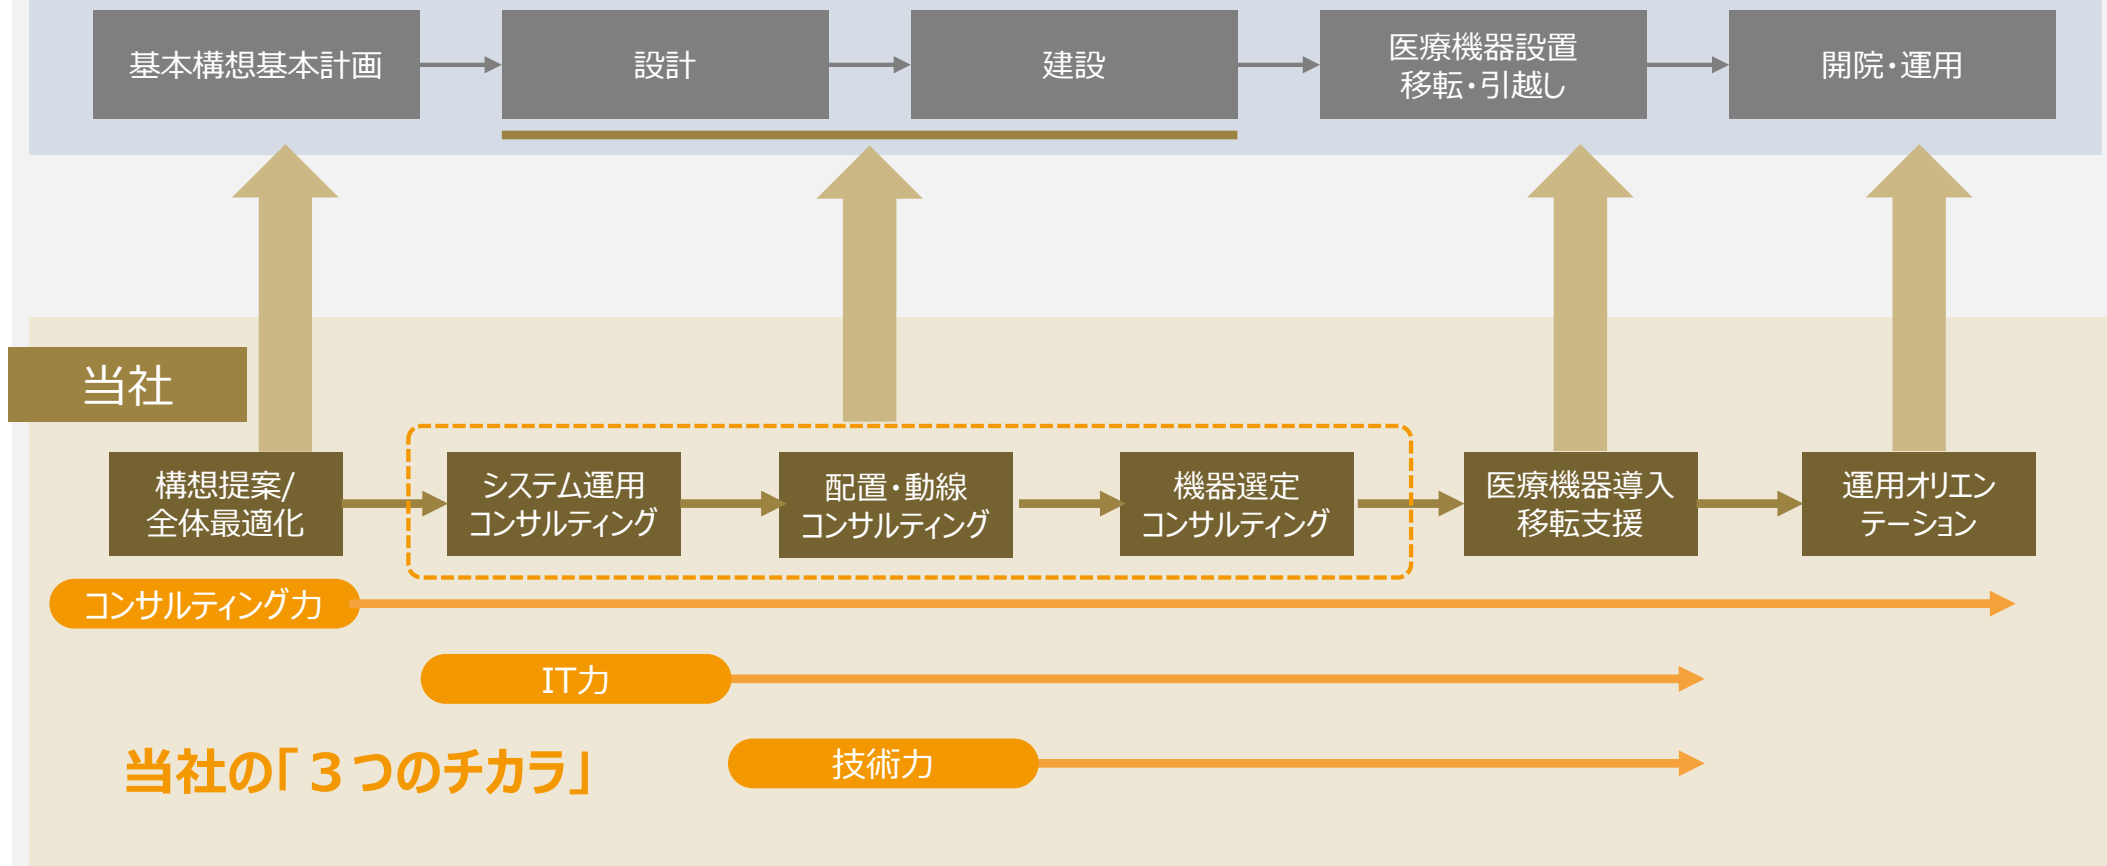 基本構想基本計画
設計
建設
医療機器設置
移転・引越し
開院・運用
当社
構想提案/
全体最適化
システム運用
コンサルティング
配置・動線
コンサルティング
機器選定
コンサルティング
医療機器導入
移転支援
運用オリエン
テーション
コンサルティング力
IT力
技術力
当社の「３つのチカラ」